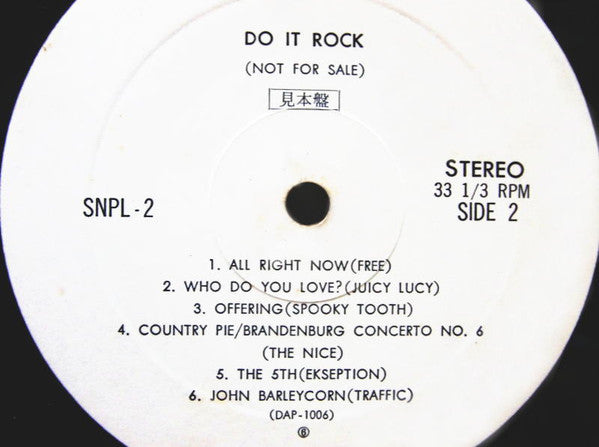 DO IT ROCK
(NOT FOR SALE)
見本盤
SNPL-2
STEREO
33 1/3 RPM
SIDE 2
1. ALL RIGHT NOW(FREE)
2. WHO DO YOU LOVE?(JUICY LUCY)
3. OFFERING(SPOOKY TOOTH)
4. COUNTRY PIE/BRANDENBURG CONCERTO NO. 6
(THE NICE)
5. THE 5TH(EKSEPTION)
6. JOHN BARLEYCORN(TRAFFIC)
(DAP-1006)
⑥